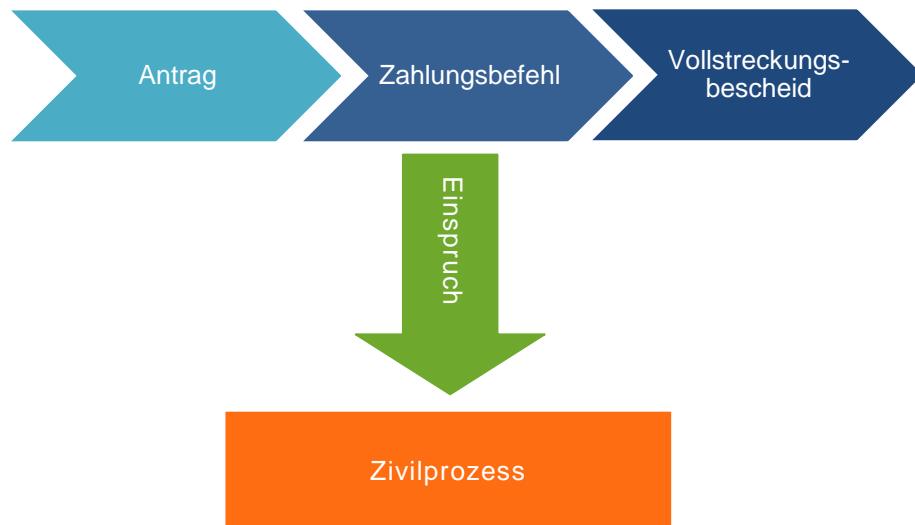 Antrag
Zahlungsbefehl
Vollstreckungs-
bescheid
Einspruch
Zivilprozess